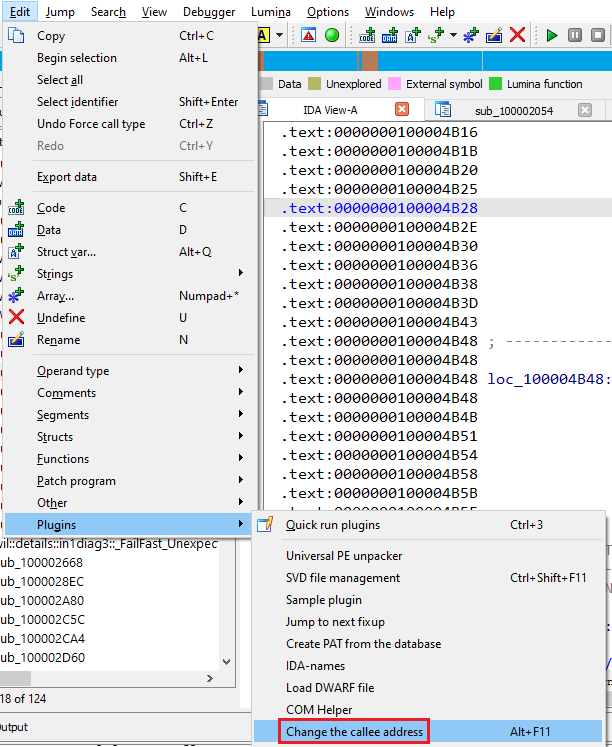 Edit Jump Search View Debugger Lumina Options Windows Help
Copy Ctrl+C
Begin selection Alt+L
Select all
Select identifier Shift+Enter
Undo Force call type Ctrl+Z
Redo Ctrl+Y
Export data Shift+E
Code C
Data D
Struct var... Alt+Q
Strings
Array... Numpad+*
Undefine U
Rename N
Operand type
Comments
Segments
Structs
Functions
Patch program
Other
Plugins
Data Unexplored External symbol Lumina function
IDA View-A sub_100002054
.text:0000000100004B16
.text:0000000100004B1B
.text:0000000100004B20
.text:0000000100004B25
.text:0000000100004B28
.text:0000000100004B2E
.text:0000000100004B30
.text:0000000100004B36
.text:0000000100004B38
.text:0000000100004B3D
.text:0000000100004B43
.text:0000000100004B48 ; -------------
.text:0000000100004B48
.text:0000000100004B48 loc_100004B48:
.text:0000000100004B48
.text:0000000100004B4B
.text:0000000100004B51
.text:0000000100004B54
.text:0000000100004B58
.text:0000000100004B5B
Quick run plugins Ctrl+3
Universal PE unpacker
SVD file management Ctrl+Shift+F11
Sample plugin
Jump to next fixup
Create PAT from the database
IDA-names
Load DWARF file
COM Helper
Change the callee address Alt+F11
wil::details::in1diag3::_FailFast_Unexpec
sub_100002668
sub_1000028EC
sub_100002A80
sub_100002C5C
sub_100002CA4
sub_100002D60
18 of 124
Output